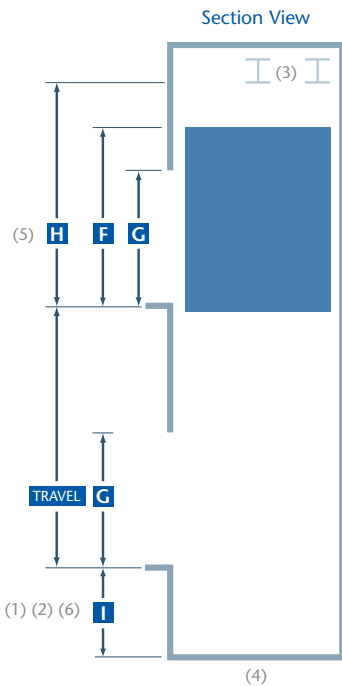 Section View
(3)
(5) H F G
TRAVEL G
(1) (2) (6) I
(4)